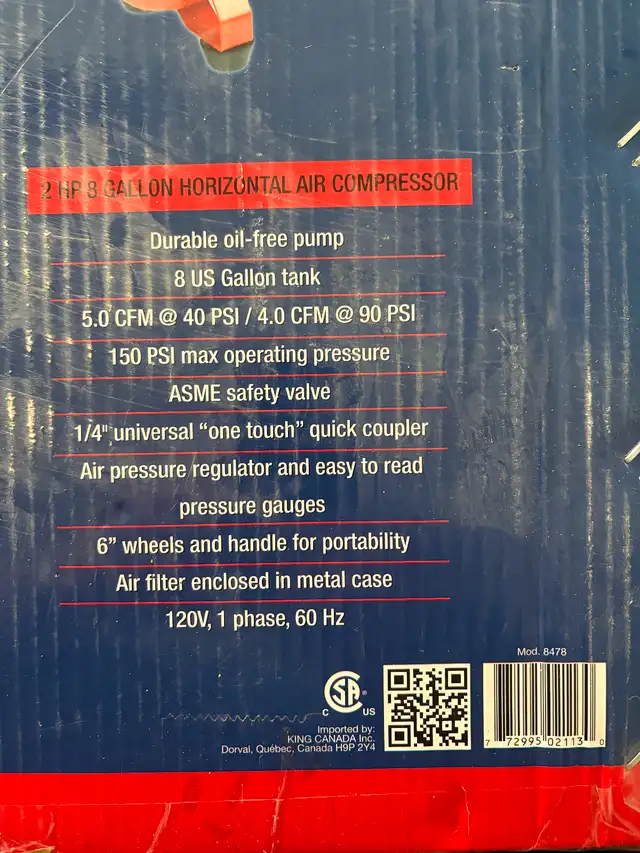 2 HP 8 GALLON HORIZONTAL AIR COMPRESSOR
Durable oil-free pump
8 US Gallon tank
5.0 CFM @ 40 PSI / 4.0 CFM @ 90 PSI
150 PSI max operating pressure
ASME safety valve
1/4" universal “one touch” quick coupler
Air pressure regulator and easy to read
pressure gauges
6” wheels and handle for portability
Air filter enclosed in metal case
120V, 1 phase, 60 Hz
Mod. 8478
CSA®
C US
Imported by:
KING CANADA Inc.
Dorval, Québec, Canada H9P 2Y4
7 72995 02113 0